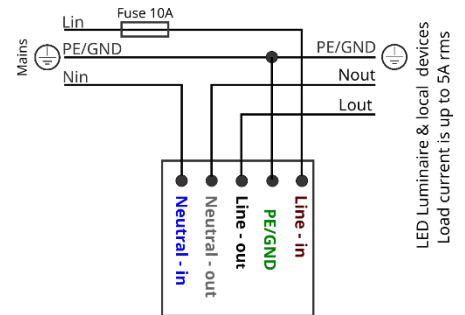 Fuse 10A
Lin
PE/GND
Nin
Mains
PE/GND
Nout
Lout
LED Luminaire & local devices
Load current is up to 5A rms
Neutral - in
Neutral - out
Line - out
PE/GND
Line - in